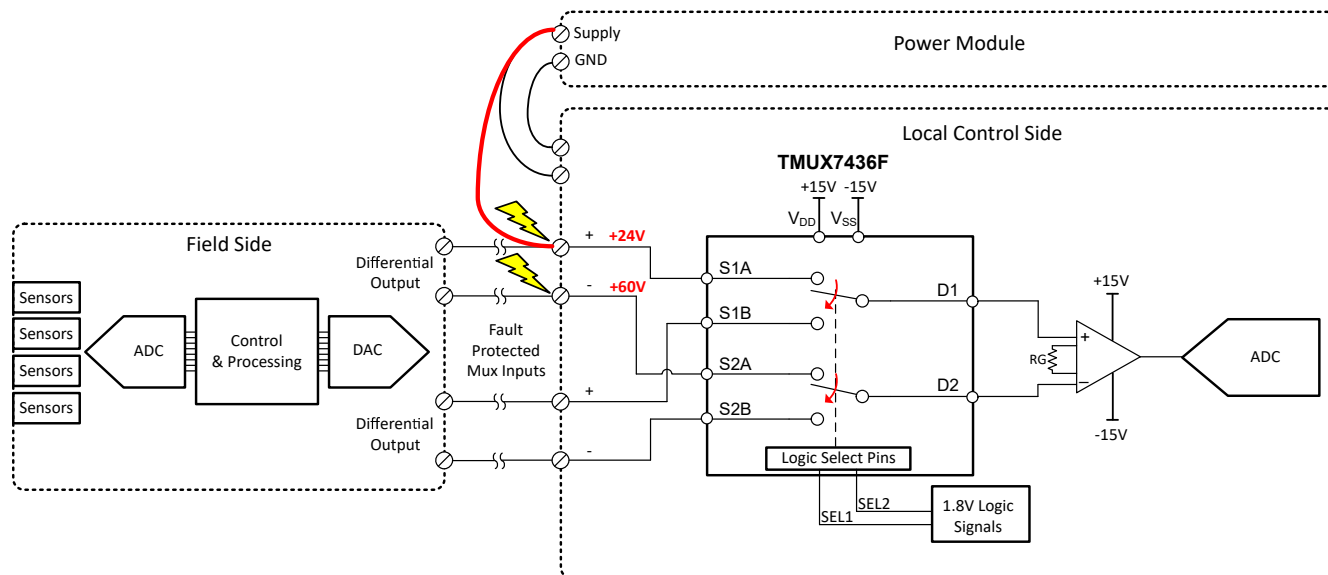 Supply
GND
Power Module
Local Control Side
TMUX7436F
+15V -15V
VDD VSS
Field Side
Differential
Output
+ +24V
- +60V
Sensors
Sensors
Sensors
Sensors
ADC
Control
& Processing
DAC
Fault
Protected
Mux Inputs
Differential
Output
+
-
S1A
S1B
S2A
S2B
D1
D2
Logic Select Pins
SEL1
SEL2
1.8V Logic
Signals
+15V
+
RG
−
-15V
ADC